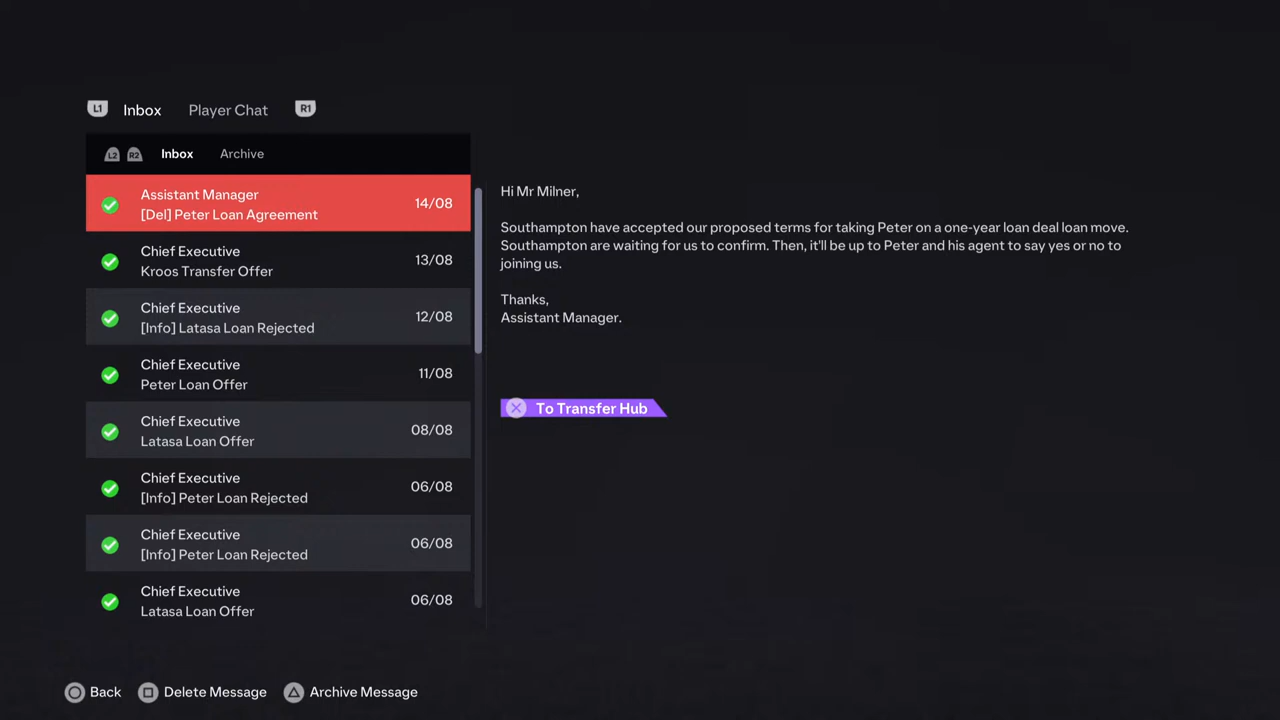 L1 Inbox Player Chat R1
L2 R2 Inbox Archive
Assistant Manager
[Del] Peter Loan Agreement
14/08
Chief Executive
Kroos Transfer Offer
13/08
Chief Executive
[Info] Latasa Loan Rejected
12/08
Chief Executive
Peter Loan Offer
11/08
Chief Executive
Latasa Loan Offer
08/08
Chief Executive
[Info] Peter Loan Rejected
06/08
Chief Executive
[Info] Peter Loan Rejected
06/08
Chief Executive
Latasa Loan Offer
06/08
Hi Mr Milner,
Southampton have accepted our proposed terms for taking Peter on a one-year loan deal loan move.
Southampton are waiting for us to confirm. Then, it'll be up to Peter and his agent to say yes or no to
joining us.
Thanks,
Assistant Manager.
To Transfer Hub
Back Delete Message Archive Message